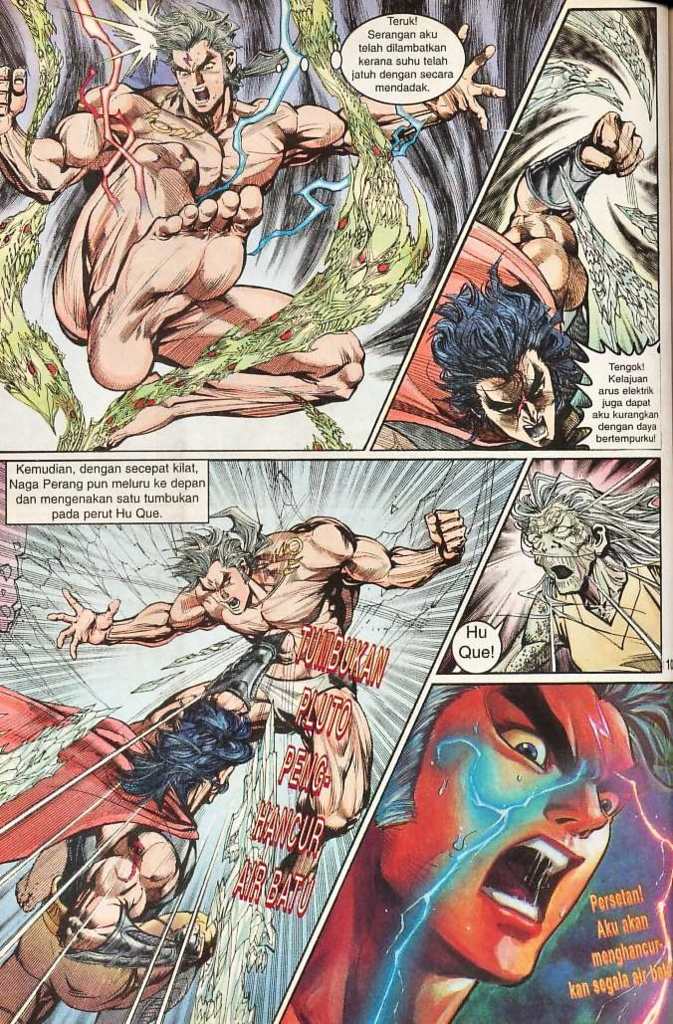 Teruk!
Serangan aku
telah dilambatkan
kerana suhu telah
jatuh dengan secara
mendadak.
Tengok!
Kelajuan
arus elektrik
juga dapat
aku kurangkan
dengan daya
bertempurku!
Kemudian, dengan secepat kilat,
Naga Perang pun meluru ke depan
dan mengenakan satu tumbukan
pada perut Hu Que.
TUMBUKAN
PLUTO
PENG-
HANCUR
AIR BATU
Hu
Que!
Persetan!
Aku akan
menghancur-
kan segala air